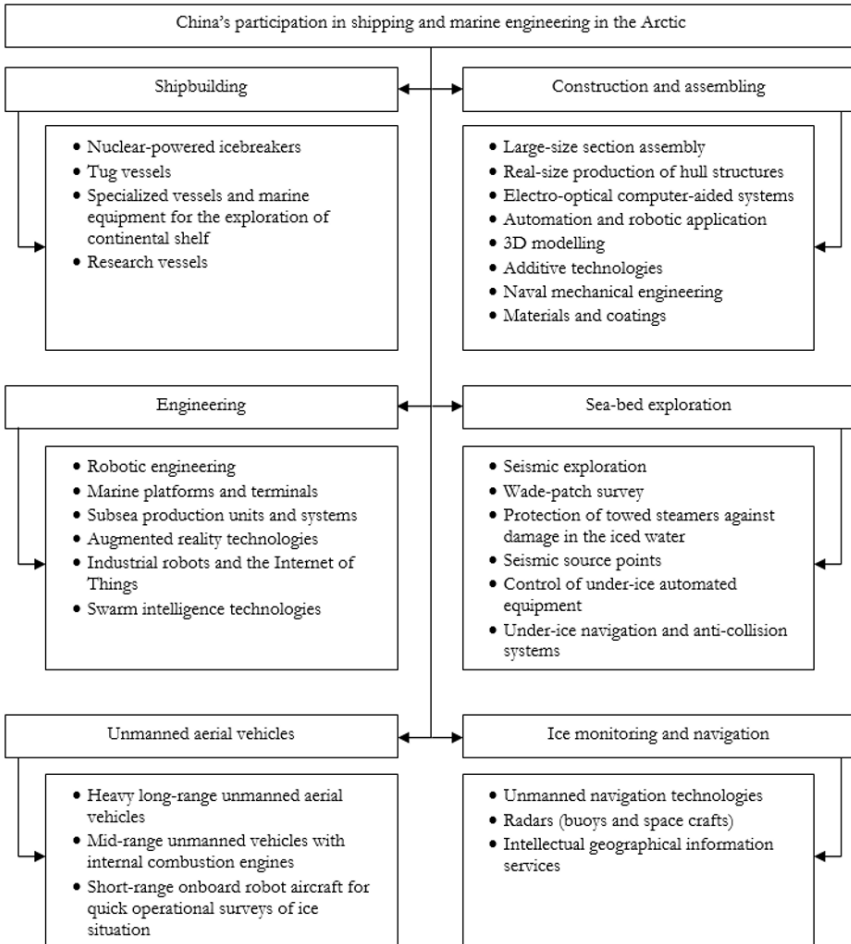 China's participation in shipping and marine engineering in the Arctic
Shipbuilding
• Nuclear-powered icebreakers
• Tug vessels
• Specialized vessels and marine
equipment for the exploration of
continental shelf
• Research vessels
Construction and assembling
• Large-size section assembly
• Real-size production of hull structures
• Electro-optical computer-aided systems
• Automation and robotic application
• 3D modelling
• Additive technologies
• Naval mechanical engineering
• Materials and coatings
Engineering
• Robotic engineering
• Marine platforms and terminals
• Subsea production units and systems
• Augmented reality technologies
• Industrial robots and the Internet of
Things
• Swarm intelligence technologies
Sea-bed exploration
• Seismic exploration
• Wade-patch survey
• Protection of towed steamers against
damage in the iced water
• Seismic source points
• Control of under-ice automated
equipment
• Under-ice navigation and anti-collision
systems
Unmanned aerial vehicles
• Heavy long-range unmanned aerial
vehicles
• Mid-range unmanned vehicles with
internal combustion engines
• Short-range onboard robot aircraft for
quick operational surveys of ice
situation
Ice monitoring and navigation
• Unmanned navigation technologies
• Radars (buoys and space crafts)
• Intellectual geographical information
services